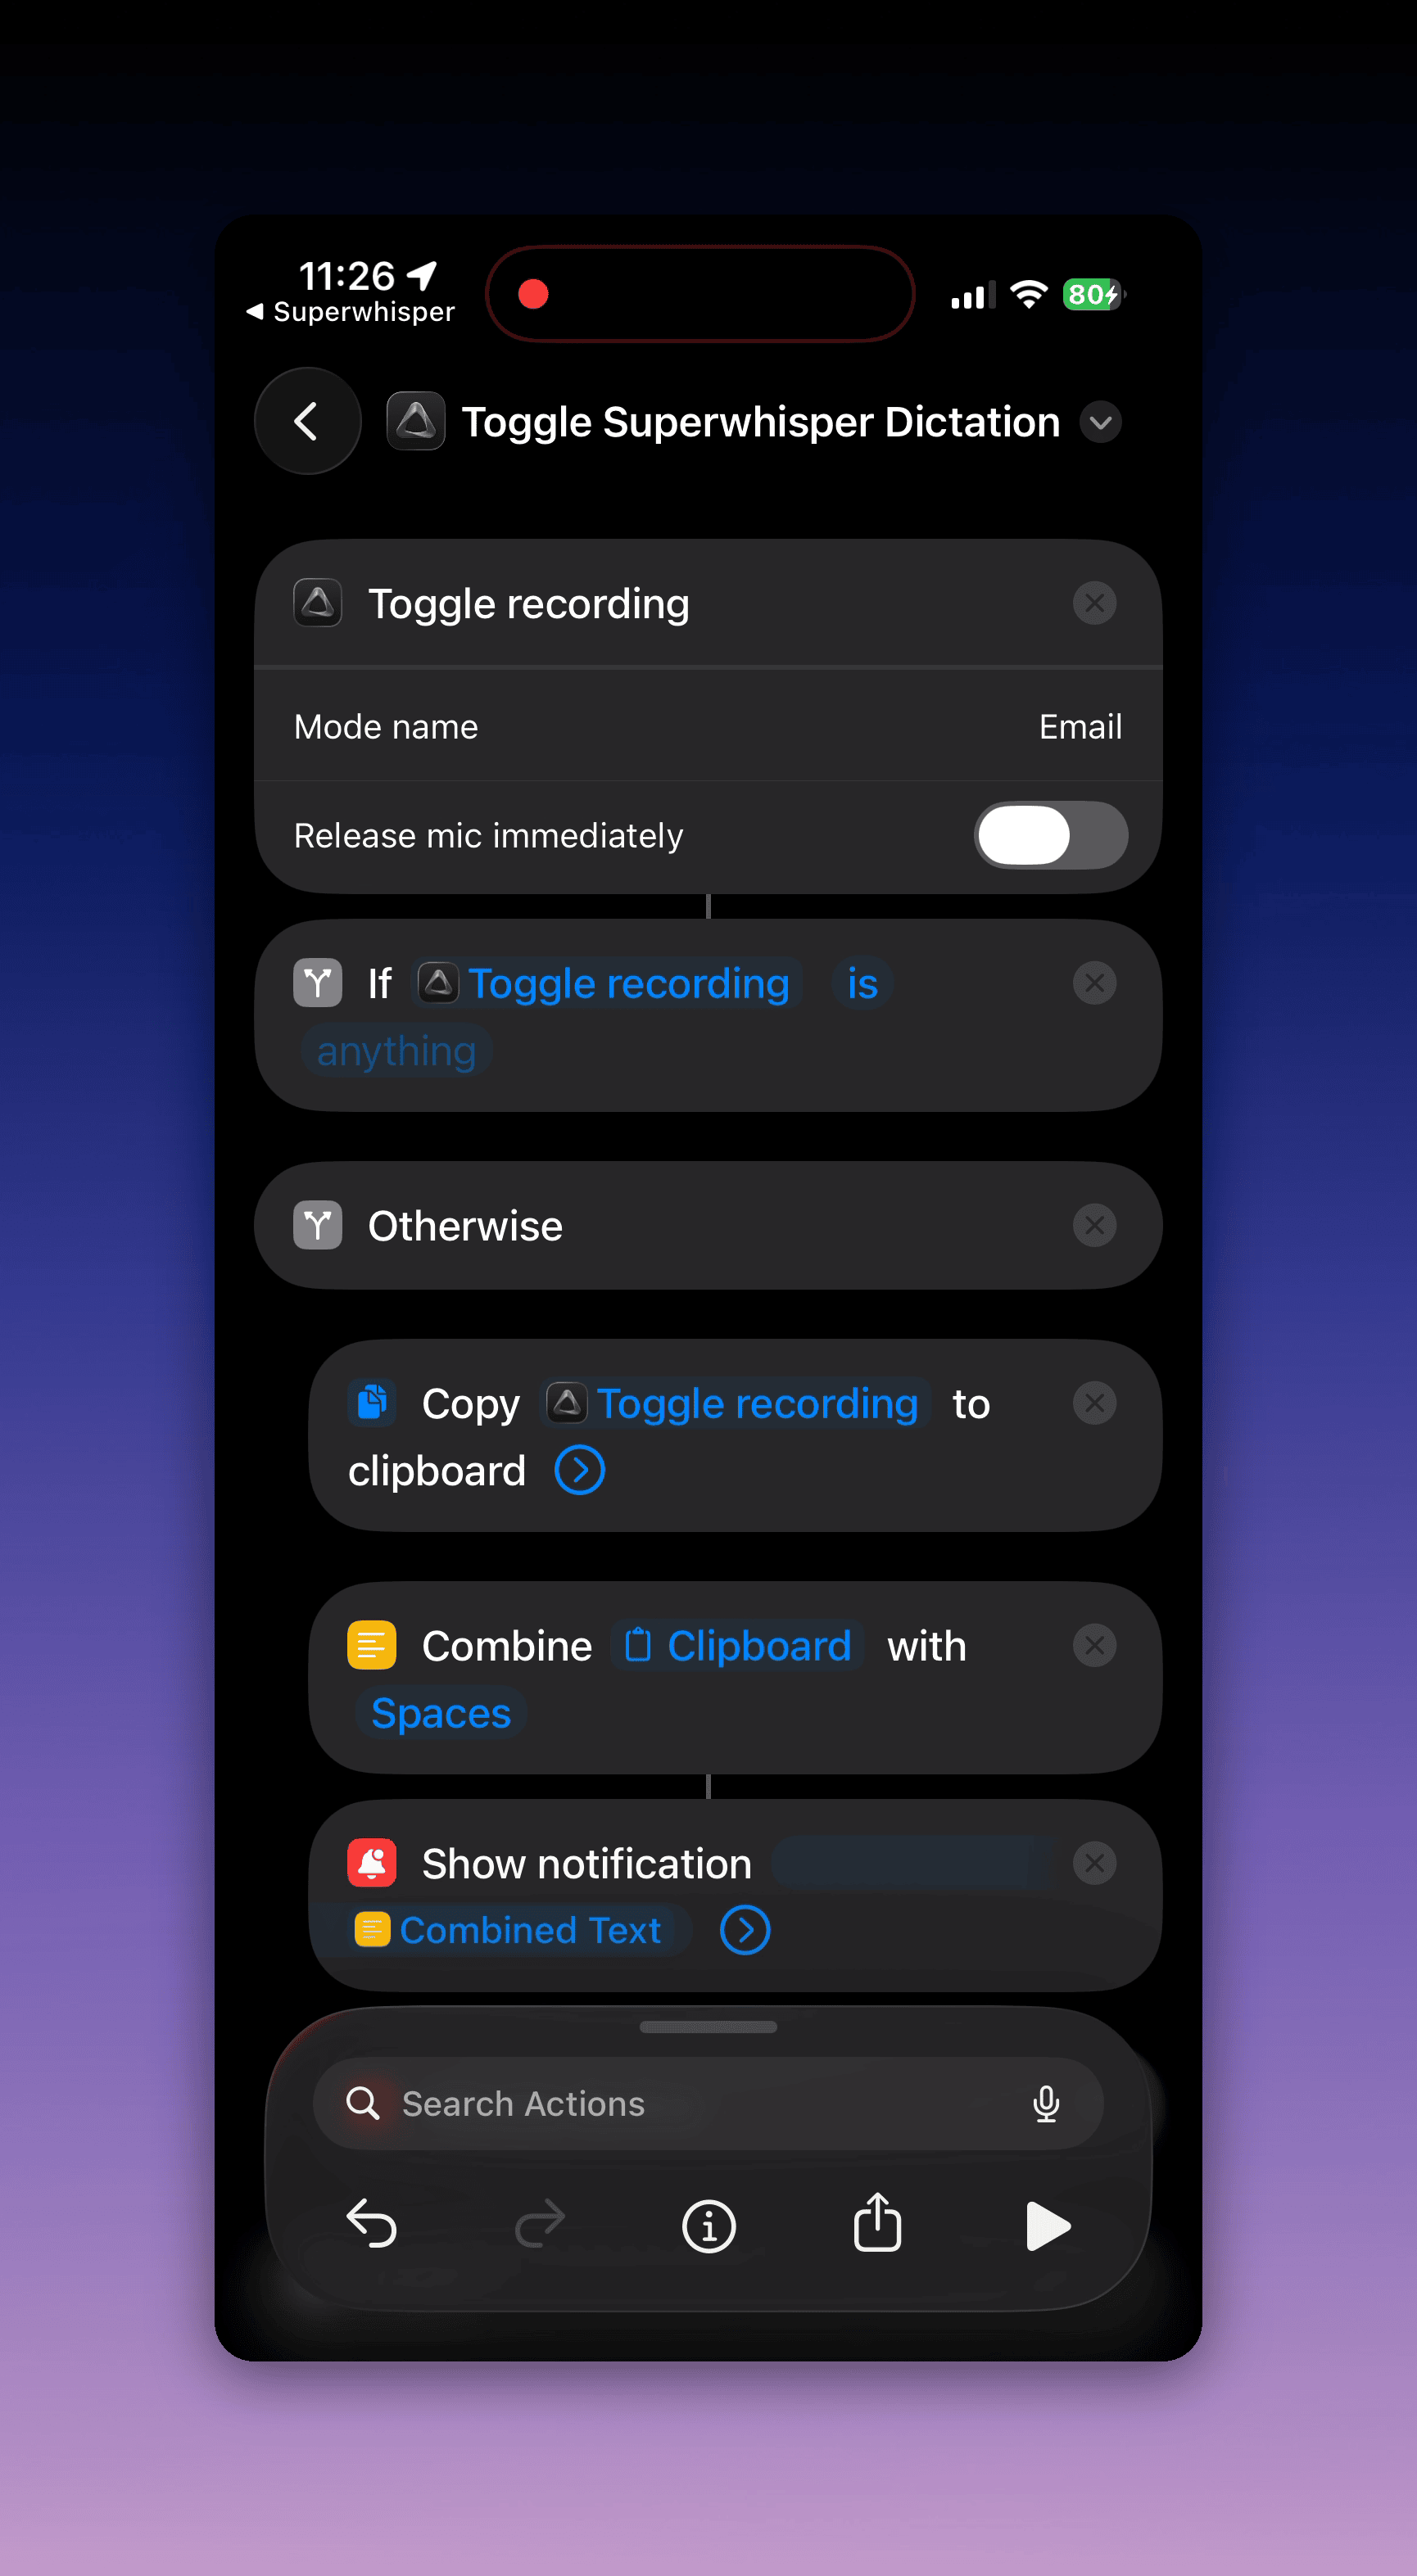 11:26
Superwhisper
80
Toggle Superwhisper Dictation
Toggle recording
Mode name
Email
Release mic immediately
If Toggle recording is
anything
Otherwise
Copy Toggle recording to
clipboard
Combine Clipboard with
Spaces
Show notification
Combined Text
Search Actions